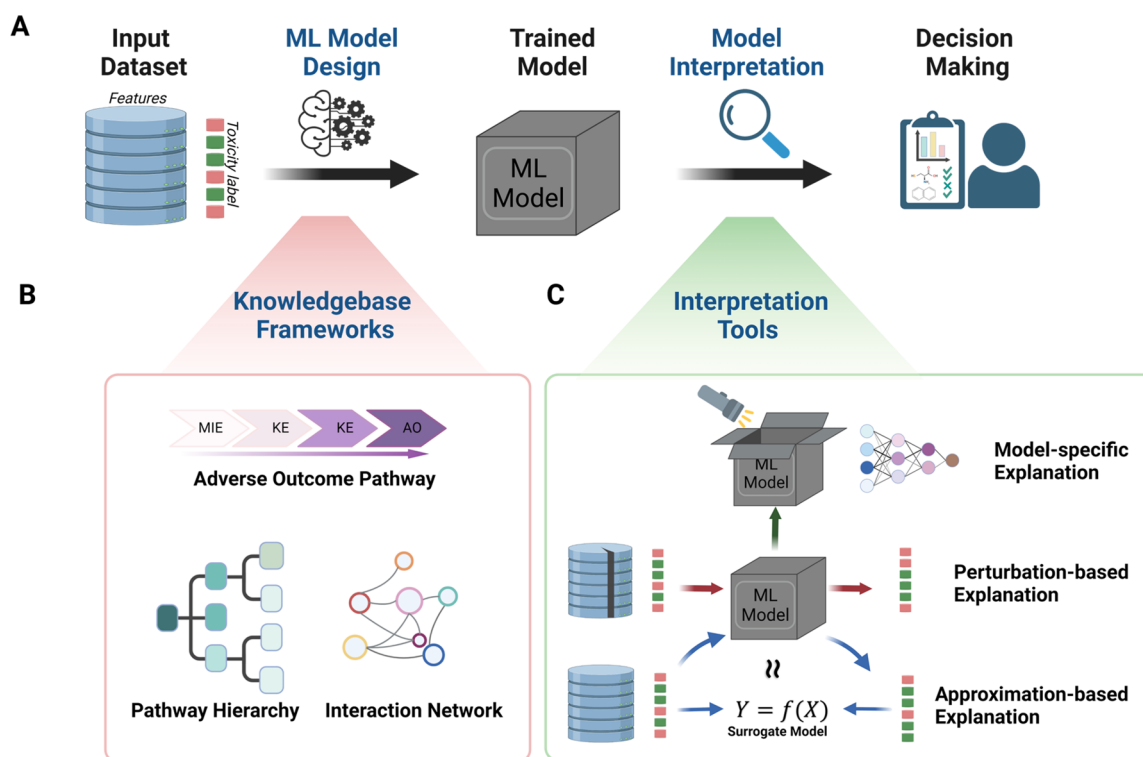 A
Input
Dataset
Features
Toxicity label
ML Model
Design
Trained
Model
ML
Model
Model
Interpretation
Decision
Making
B
Knowledgebase
Frameworks
MIE
KE
KE
AO
Adverse Outcome Pathway
Pathway Hierarchy
Interaction Network
C
Interpretation
Tools
ML
Model
Model-specific
Explanation
ML
Model
Perturbation-based
Explanation
≈
Y = f(X)
Surrogate Model
Approximation-based
Explanation